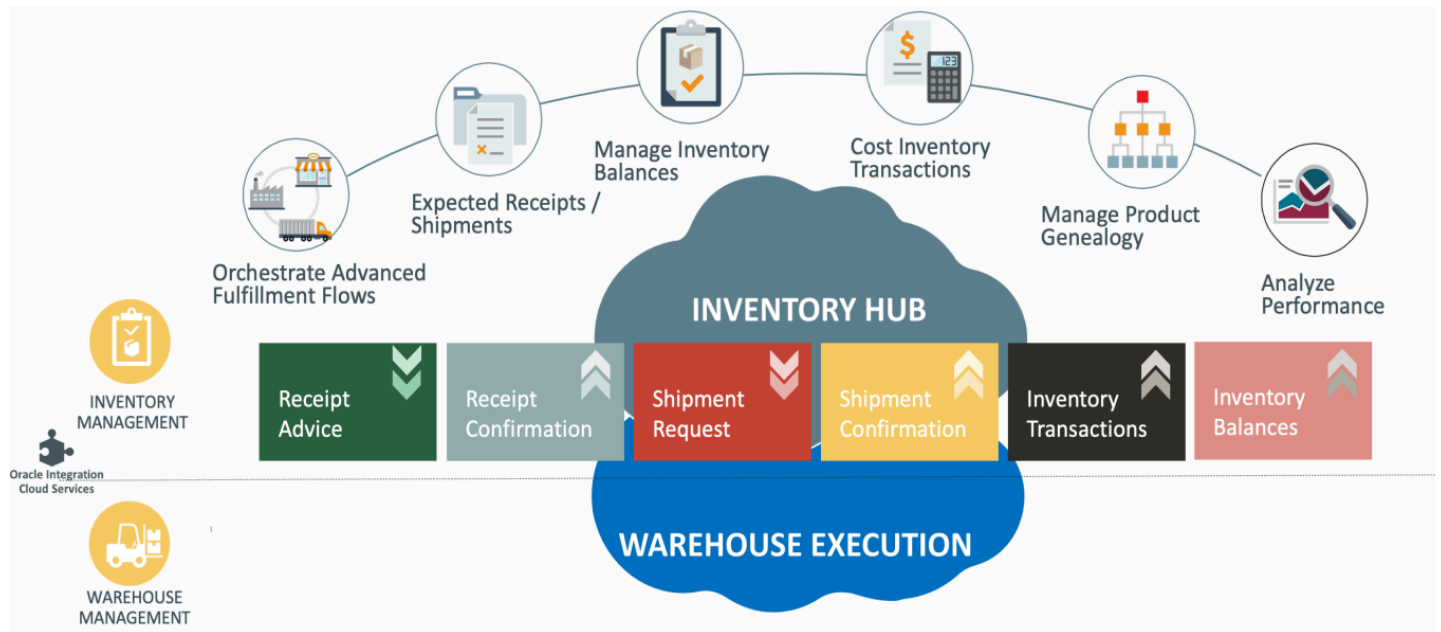 $
123
Manage Inventory
Balances
Cost Inventory
Transactions
Expected Receipts /
Shipments
Manage Product
Genealogy
Orchestrate Advanced
Fulfillment Flows
Analyze
Performance
INVENTORY HUB
Receipt
Advice
Receipt
Confirmation
Shipment
Request
Shipment
Confirmation
Inventory
Transactions
Inventory
Balances
INVENTORY
MANAGEMENT
Oracle Integration
Cloud Services
WAREHOUSE EXECUTION
WAREHOUSE
MANAGEMENT